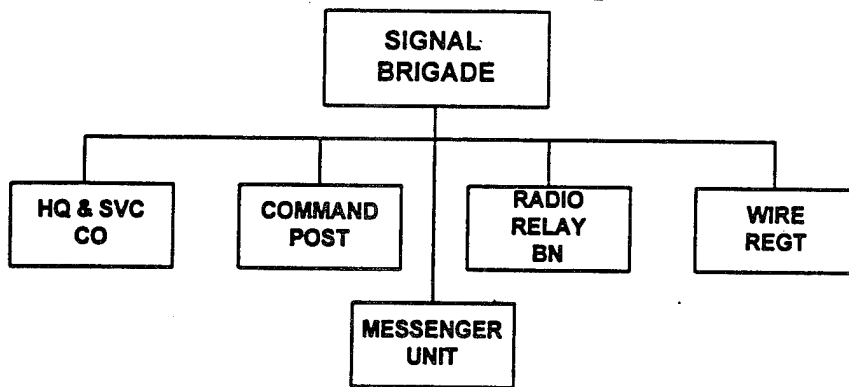 SIGNAL
BRIGADE
HQ & SVC
CO
COMMAND
POST
RADIO
RELAY
BN
WIRE
REGT
MESSENGER
UNIT